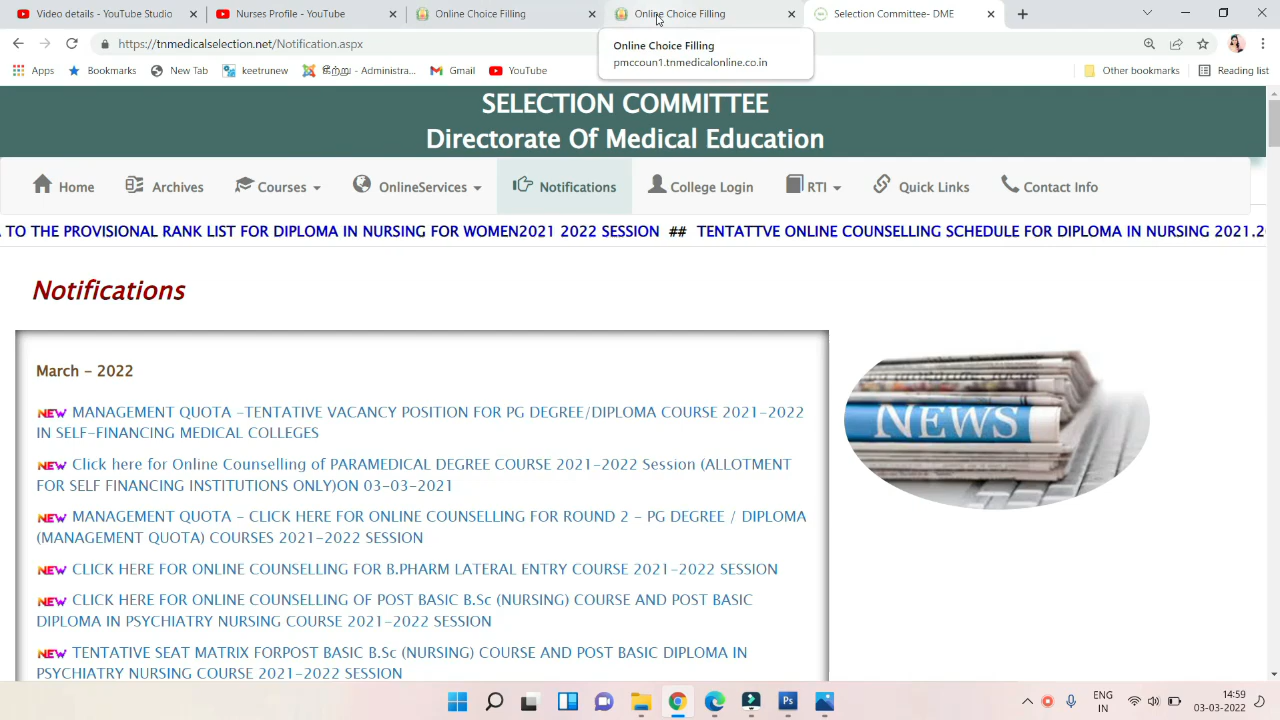 Video details - YouTube Studio
Nurses Profile - YouTube
Online Choice Filling
Online Choice Filling
Selection Committee- DME
https://tnmedicalselection.net/Notification.aspx
Online Choice Filling
pmccoun1.tnmedicalonline.co.in
Apps
Bookmarks
New Tab
keetrunew
Administ...
Gmail
YouTube
Other bookmarks
Reading list
SELECTION COMMITTEE
Directorate Of Medical Education
Home
Archives
Courses
OnlineServices
Notifications
College Login
RTI
Quick Links
Contact Info
TO THE PROVISIONAL RANK LIST FOR DIPLOMA IN NURSING FOR WOMEN2021 2022 SESSION ## TENTATTVE ONLINE COUNSELLING SCHEDULE FOR DIPLOMA IN NURSING 2021.2
Notifications
March - 2022
NEW MANAGEMENT QUOTA -TENTATIVE VACANCY POSITION FOR PG DEGREE/DIPLOMA COURSE 2021-2022
IN SELF-FINANCING MEDICAL COLLEGES
NEW Click here for Online Counselling of PARAMEDICAL DEGREE COURSE 2021-2022 Session (ALLOTMENT
FOR SELF FINANCING INSTITUTIONS ONLY)ON 03-03-2021
NEW MANAGEMENT QUOTA - CLICK HERE FOR ONLINE COUNSELLING FOR ROUND 2 - PG DEGREE / DIPLOMA
(MANAGEMENT QUOTA) COURSES 2021-2022 SESSION
NEW CLICK HERE FOR ONLINE COUNSELLING FOR B.PHARM LATERAL ENTRY COURSE 2021-2022 SESSION
NEW CLICK HERE FOR ONLINE COUNSELLING OF POST BASIC B.Sc (NURSING) COURSE AND POST BASIC
DIPLOMA IN PSYCHIATRY NURSING COURSE 2021-2022 SESSION
NEW TENTATIVE SEAT MATRIX FORPOST BASIC B.Sc (NURSING) COURSE AND POST BASIC DIPLOMA IN
PSYCHIATRY NURSING COURSE 2021-2022 SESSION
NEWS
Ps
ENG
IN
14:59
03-03-2022